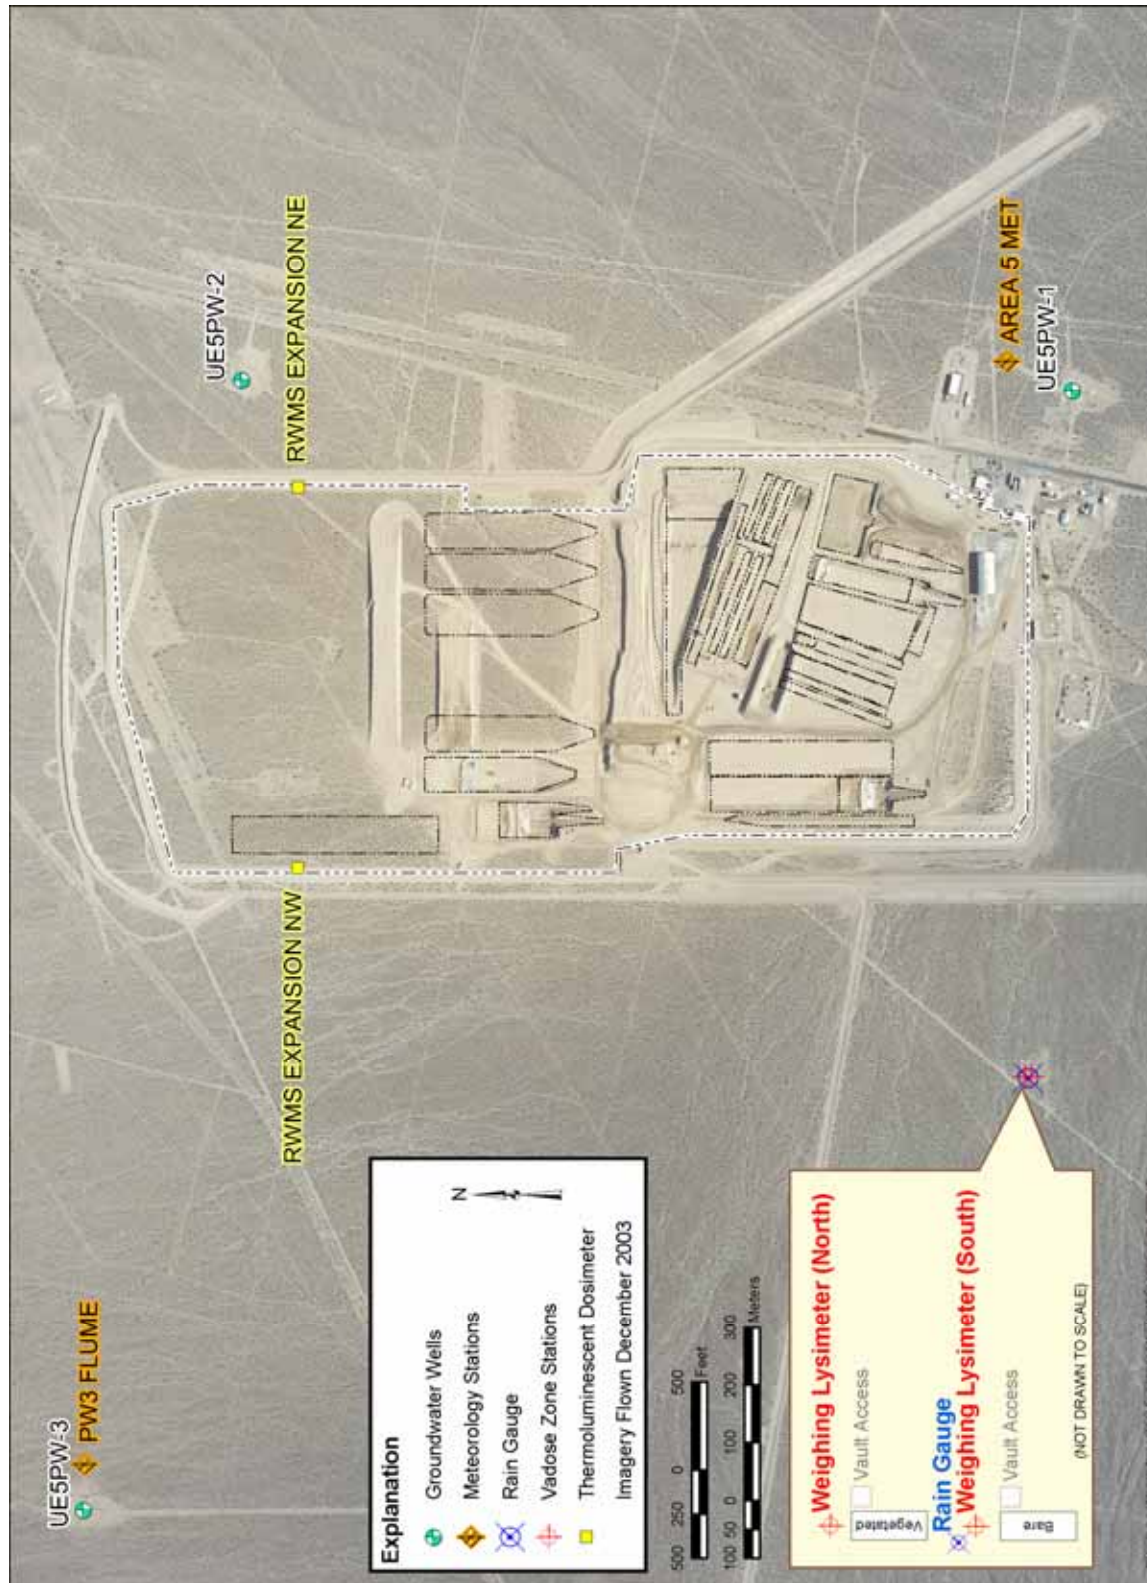 UE5PW-3
PW3 FLUME
RWMS EXPANSION NW
RWMS EXPANSION NE
UE5PW-2
AREA 5 MET
UE5PW-1
Explanation
Groundwater Wells
Meteorology Stations
Rain Gauge
Vadose Zone Stations
Thermoluminescent Dosimeter
Imagery Flown December 2003
N
500 250 0 500
Feet
100 50 0 100 200 300
Meters
Weighing Lysimeter (North)
Vault Access
Vegetated
Rain Gauge
Weighing Lysimeter (South)
Vault Access
Bare
(NOT DRAWN TO SCALE)